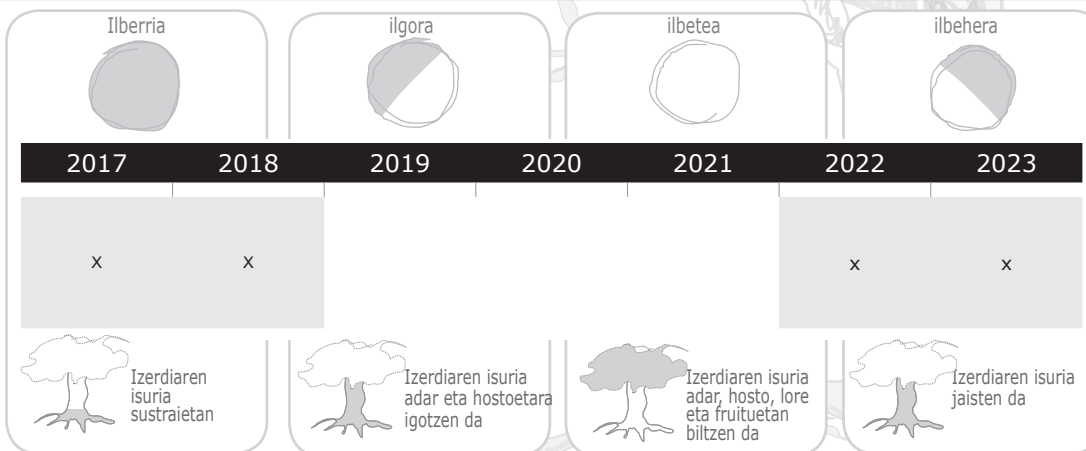 Ilberria
ilgora
ilbetea
ilbehera
2017 2018 2019 2020 2021 2022 2023
x x x x
Izerdiaren
isuria
sustraietan
Izerdiaren isuria
adar eta hostoetara
igotzen da
Izerdiaren isuria
adar, hosto, lore
eta fruituetan
biltzen da
Izerdiaren isuria
jaisten da